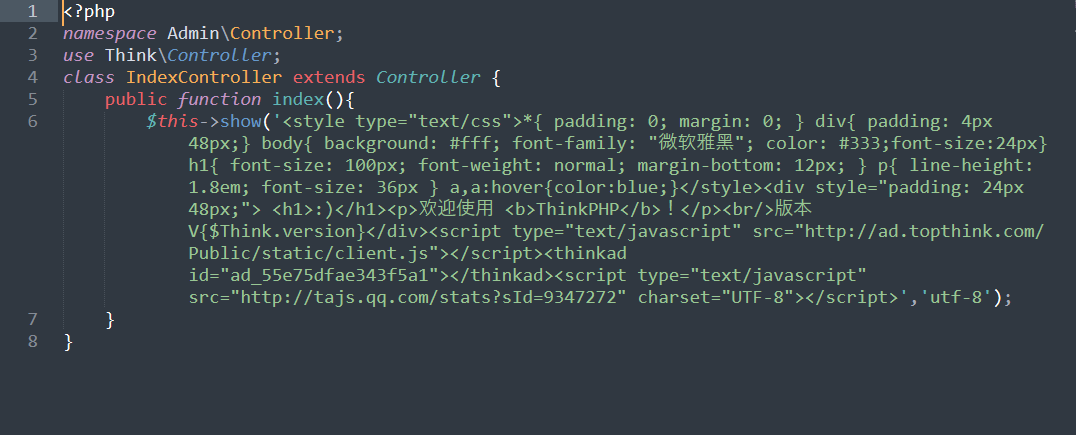 1 <?php
2 namespace Admin\Controller;
3 use Think\Controller;
4 class IndexController extends Controller {
5 public function index(){
6 $this->show('<style type="text/css">*{ padding: 0; margin: 0; } div{ padding: 4px
48px;} body{ background: #fff; font-family: "微软雅黑"; color: #333;font-size:24px}
h1{ font-size: 100px; font-weight: normal; margin-bottom: 12px; } p{ line-height:
1.8em; font-size: 36px } a,a:hover{color:blue;}</style><div style="padding: 24px
48px;"> <h1>:)</h1><p>欢迎使用 <b>ThinkPHP</b>！</p><br/>版本
V{$Think.version}</div><script type="text/javascript" src="http://ad.topthink.com/
Public/static/client.js"></script><thinkad
id="ad_55e75dfae343f5a1"></thinkad><script type="text/javascript"
src="http://tajs.qq.com/stats?sId=9347272" charset="UTF-8"></script>','utf-8');
7 }
8 }